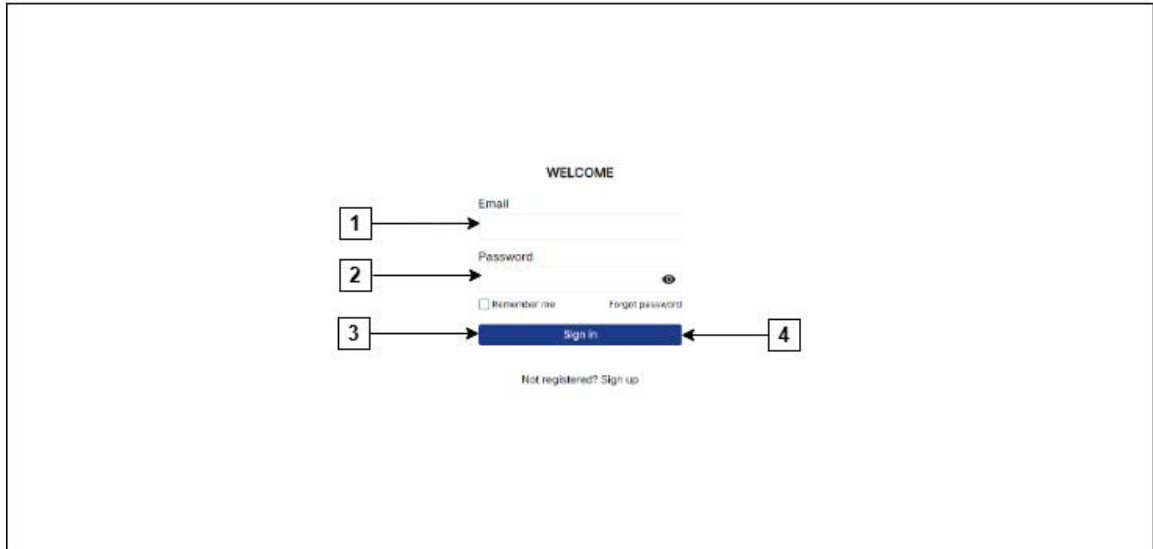 WELCOME
Email
1
Password
2
Remember me Forgot password
3 Sign in 4
Not registered? Sign up